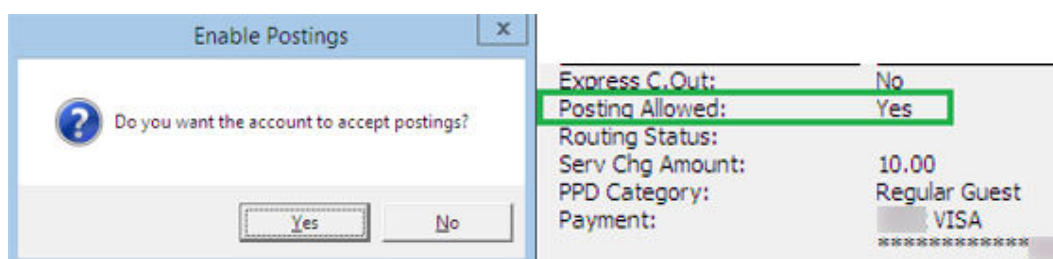 Enable Postings
x
Do you want the account to accept postings?
Yes No
Express C.Out: No
Posting Allowed: Yes
Routing Status:
Serv Chg Amount: 10.00
PPD Category: Regular Guest
Payment: VISA
************